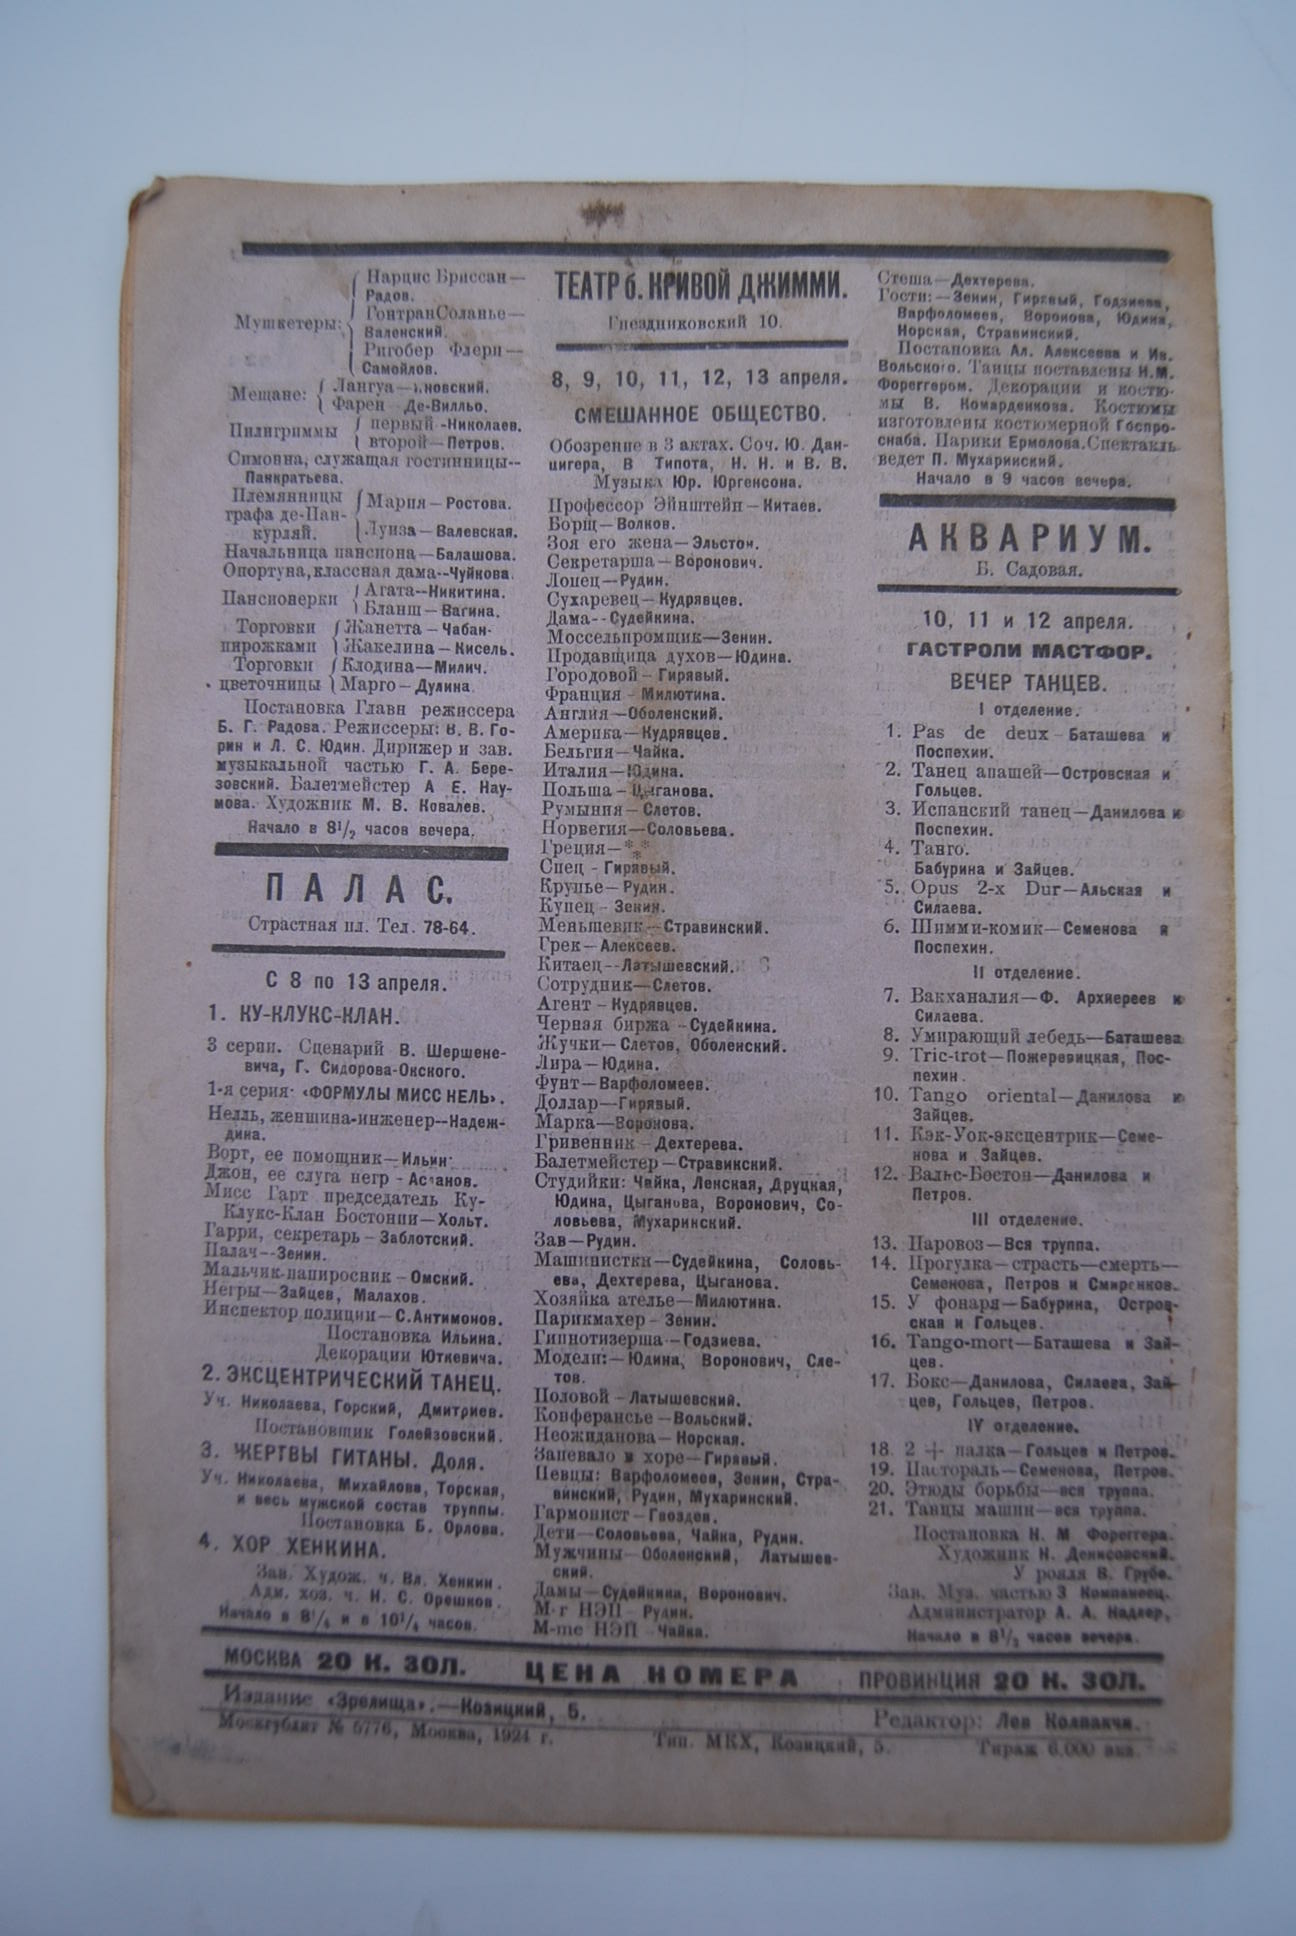 Мушкетеры:
Нарцис Бриссан—
Радов.
Гонтран Соланье—
Валенский.
Ригобер Флери—
Самойлов.
Мещане:
Лангуа—
Фарен Де-Вилльо.
Пилигриммы
первый-Николаев.
второй—Петров.
Симонна, служащая гостинницы--
Панкратьева.
Племянницы
графа де-Пан-
курляй.
Мария—Ростова.
Луиза—Валевская.
Начальница пансиона—Балашова.
Опортуна, классная дама--Чуйкова.
Пансионерки
Агата--Никитина.
Бланш—Вагина.
Торговки
пирожками
Жанетта—Чабан-
Жакелина—Кисель.
Торговки
цветочницы
Клодина—Милич.
Марго—Дулина
Постановка Главн режиссера
Б. Г. Радова. Режиссеры: В. В. Го-
рин и Л. С. Юдин. Дирижер и зав.
музыкальной частью Г. А. Бере-
зовский. Балетмейстер А Е. Нау-
мова. Художник М. В. Ковалев.
Начало в 8½ часов вечера.
ПАЛАС.
Страстная пл. Тел. 78-64.
С 8 по 13 апреля.
1. КУ-КЛУКС-КЛАН.
3 серии. Сценарий В. Шершене-
вича, Г. Сидорова-Окского.
1-я серия· «ФОРМУЛЫ МИСС НЕЛЬ».
Нелль, женшина-инженер--Надеж-
дина.
Ворт, ее помощник—Ильин·
Джон, ее слуга негр -
Мисс Гарт председатель Ку-
Клукс-Клан Бостонии—Хольт.
Гарри, секретарь—Заблотский.
Палач--Зенин.
Мальчик-папиросник—Омский.
Негры—Зайцев, Малахов.
Инспектор полиции—С.Антимонов.
Постановка Ильина.
Декорации Юткевича.
2. ЭКСЦЕНТРИЧЕСКИЙ ТАНЕЦ.
Уч. Николаева, Горский, Дмитриев.
Постановщик Голейзовский.
3. ЖЕРТВЫ ГИТАНЫ. Доля.
Уч. Николаева, Михайлова, Торская,
и весь мужской состав труппы.
Постановка Б. Орлова.
4. ХОР ХЕНКИНА.
Зав. Худож. ч. Вл. Хенкин.
Адм. хоз. ч. Н. С. Орешков.
Начало в 8¼ и в 10¼ часов.
ТЕАТР б. КРИВОЙ ДЖИММИ.
Гнездниковский 10.
8, 9, 10, 11, 12, 13 апреля.
СМЕШАННОЕ ОБЩЕСТВО.
Обозрение в 3 актах. Соч. Ю. Дан-
цигера, В Типота, Н. Н. и В. В.
Музыка Юр. Юргенсона.
Профессор Эйнштейн—Китаев.
Борщ—Волков.
Зоя его жена—Эльстон.
Секретарша—Воронович.
Лопец—Рудин.
Сухаревец—Кудрявцев.
Дама--Судейкина.
Моссельпромщик—Зенин.
Продавщица духов—Юдина.
Городовой—Гирявый.
Франция—Милютина.
Англия—Оболенский.
Америка—Кудрявцев.
Бельгия—Чайка.
Италия—Юдина.
Польша—Цыганова.
Румыния—Слетов.
Норвегия—Соловьева.
Греция—***
Спец - Гирявый.
Крупье—Рудин.
Купец - Зенин.
Меньшевик—Стравинский.
Грек—Алексеев.
Китаец—Латышевский.
Сотрудник—Слетов.
Агент—Кудрявцев.
Черная биржа -Судейкина.
Жучки—Слетов, Оболенский.
Лира—Юдина.
Фунт—Варфоломеев.
Доллар—Гирявый.
Марка—Воронова.
Гривенник—Дехтерева.
Балетмейстер—Стравинский.
Студийки: Чайка, Ленская, Друцкая,
Юдина, Цыганова, Воронович, Со-
ловьева, Мухаринский.
Зав—Рудин.
Машинистки—Судейкина, Соловь-
ева, Дехтерева, Цыганова.
Хозяйка ателье—Милютина.
Парикмахер - Зенин.
Гипнотизерша—Годзиева.
Модели:—Юдина, Воронович, Сле-
тов.
Половой—Латышевский.
Конферансье—Вольский.
Неожиданова—Норская.
Запевало в хоре—Гирявый.
Певцы: Варфоломеев, Зенин, Стра-
винский, Рудин, Мухаринский.
Гармонист—Гвоздев.
Дети—Соловьева, Чайка, Рудин.
Мужчины—Оболенский, Латышев-
ский.
Дамы—Судейкина, Воронович.
М-г НЭП—Рудин.
М-me НЭП Чайка.
Стеша—Дехтерева.
Гости:—Зенин, Гирявый, Годзиева,
Варфоломеев, Воронова, Юдина,
Норская, Стравинский.
Постановка Ал. Алексеева и Ив.
Вольского. Танцы поставлены Н.М.
Фореггером. Декорации и костю-
мы В. Комарденкова. Костюмы
изготовлены костюмерной Госпро-
снаба. Парики Ермолова.Спектакль
ведет П. Мухаринский.
Начало в 9 часов вечера.
АКВАРИУМ.
Б. Садовая.
10, 11 и 12 апреля.
ГАСТРОЛИ МАСТФОР.
ВЕЧЕР ТАНЦЕВ.
I отделение.
1. Pas de deux—Баташева и
Поспехин.
2. Танец апашей—Островская и
Гольцев.
3. Испанский танец—Данилова и
Поспехин.
4. Танго.
Бабурина и Зайцев.
5. Opus 2-х Dur—Альская и
Силаева.
6. Шимми-комик—Семенова и
Поспехин.
II отделение.
7. Вакханалия—Ф. Архиереев и
Силаева.
8. Умирающий лебедь—Баташева
9. Tric-trot—Пожеревицкая, Пос-
пехин.
10. Tango oriental—Данилова и
Зайцев.
11. Кэк-Уок-эксцентрик—Семе-
нова и Зайцев.
12. Вальс-Бостон—Данилова и
Петров.
III отделение.
13. Паровоз—Вся труппа.
14. Прогулка—страсть—смерть—
Семенова, Петров и Смирнков.
15. У фонаря—Бабурина, Остров-
ская и Гольцев.
16. Tango-mort—Баташева и Зай-
цев.
17. Бокс—Данилова, Силаева, Зай-
цев, Гольцев, Петров.
IV отделение.
18. 2 + палка—Гольцев и Петров.
19. Пастораль—Семенова, Петров.
20. Этюды борьбы—вся труппа.
21. Танцы машин—вся труппа.
Постановка Н. М Фореггера.
Художник Н. Денисовский.
У рояля В. Грубе.
Зав. Муз. частью З Компанеец.
Администратор А. А. Надлер,
Начало в 8½ часов вечера.
МОСКВА 20 К. ЗОЛ. ЦЕНА НОМЕРА ПРОВИНЦИЯ 20 К. ЗОЛ.
Издание «Зрелища».—Козицкий, 5. Редактор: Лев Колпакчи.
Мосгублит № 5776, Москва, 1924 г. Тип. МКХ, Козицкий, 5. Тираж 6.000 экз.